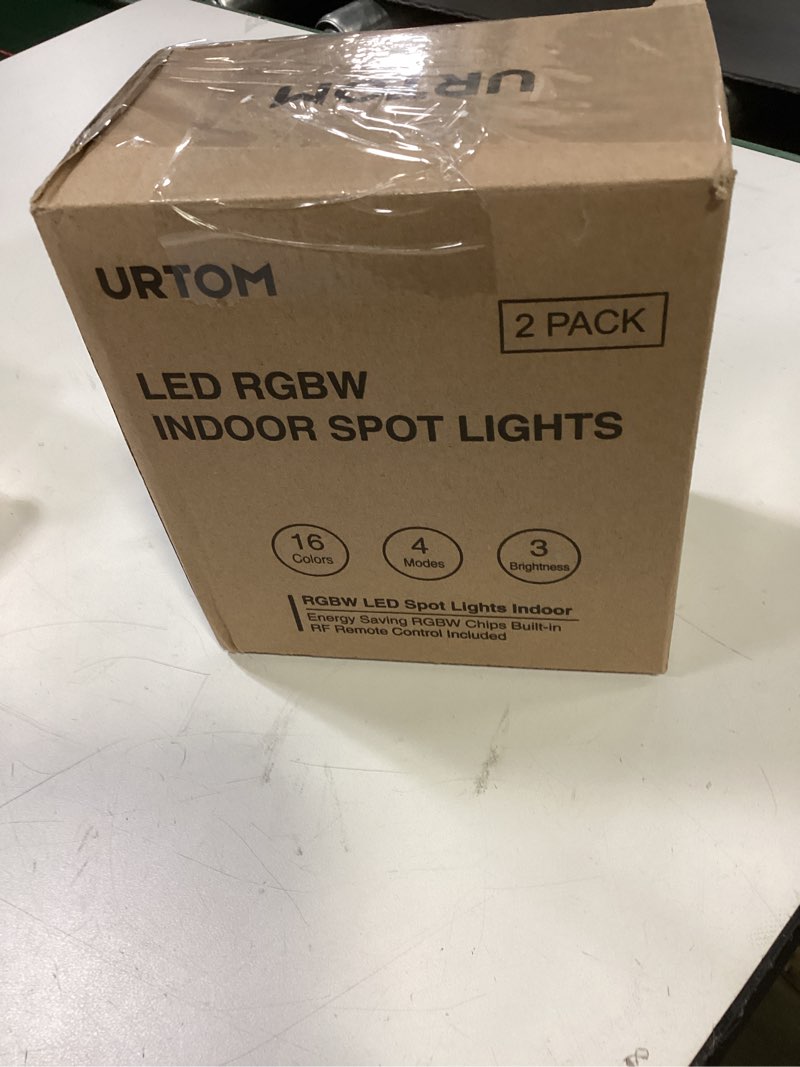 URTOM
URTOM
2 PACK
LED RGBW
INDOOR SPOT LIGHTS
16
Colors
4
Modes
3
Brightness
RGBW LED Spot Lights Indoor
Energy Saving RGBW Chips Built-in
RF Remote Control Included